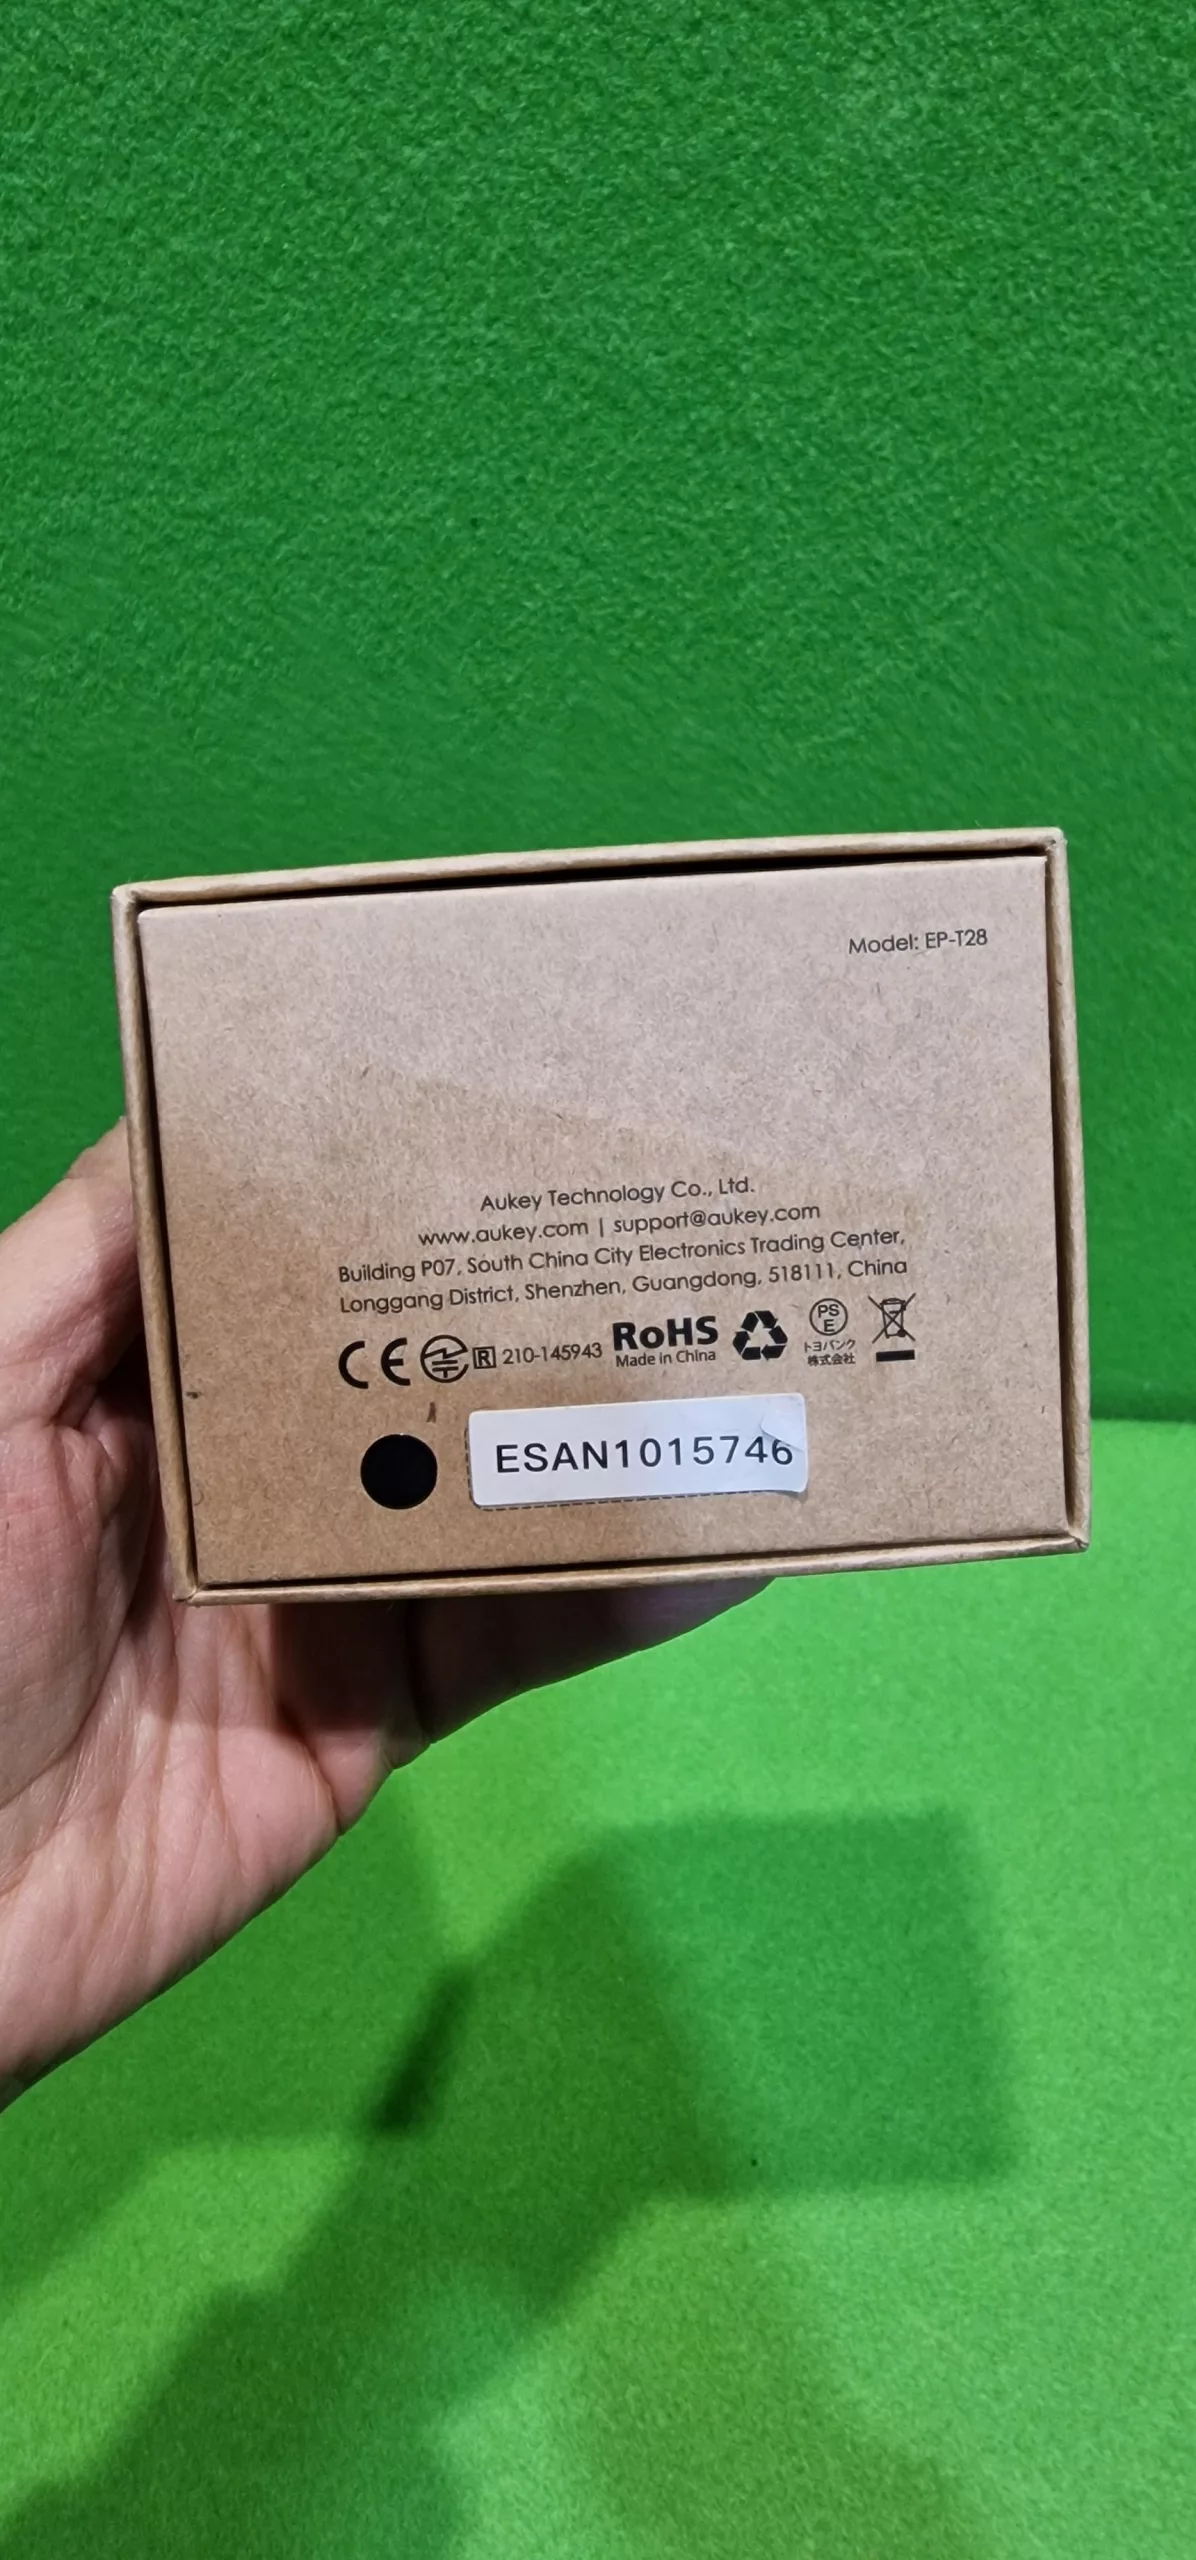 Model: EP-T28
Aukey Technology Co., Ltd.
www.aukey.com | support@aukey.com
Building P07, South China City Electronics Trading Center,
Longgang District, Shenzhen, Guangdong, 518111, China
CE R 210-145943 RoHS
Made in China
PS
E
トヨバンク
株式会社
ESAN1015746